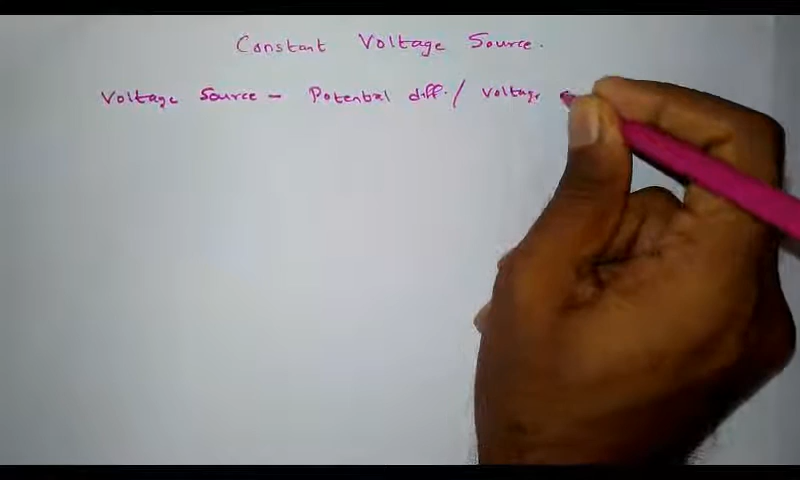 Constant Voltage Source.
Voltage Source - Potential diff. / Voltage